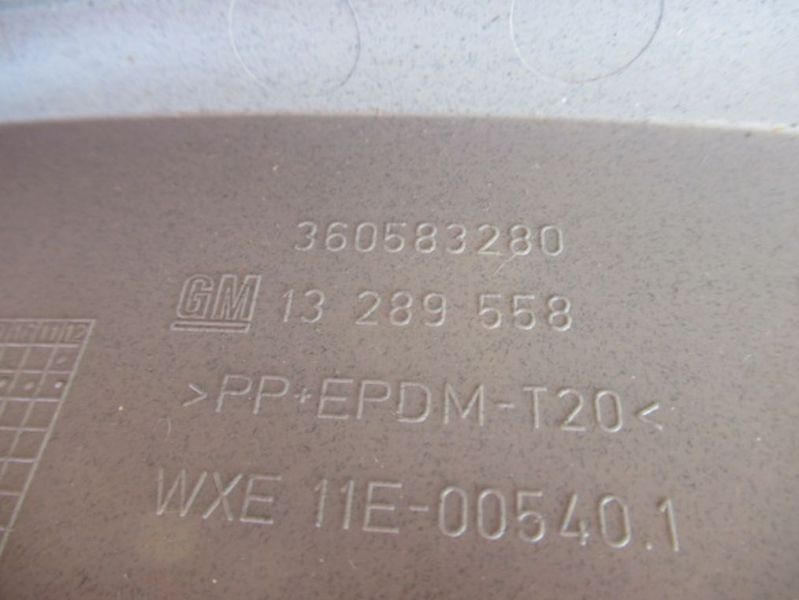 360583280
GM 13 289 558
>PP+EPDM-T20<
WXE 11E-00540.1